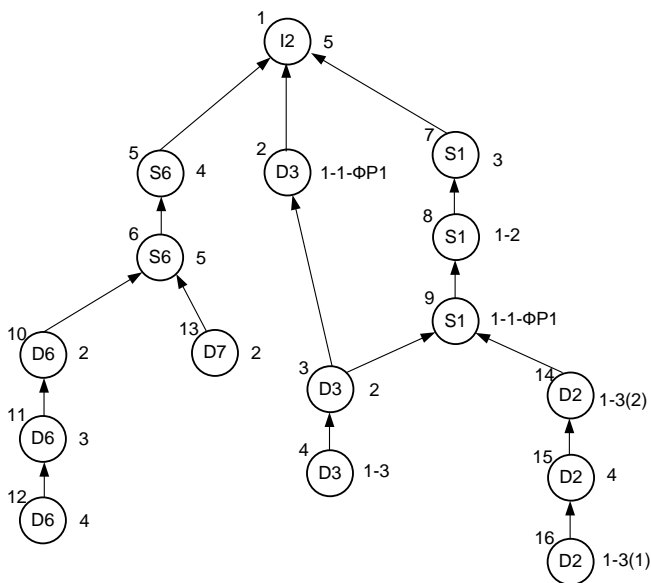 1 I2 5
7 S1 3
5 S6 4
2 D3 1-1-ФР1
8 S1 1-2
6 S6 5
9 S1 1-1-ФР1
10 D6 2
13 D7 2
3 D3 2
14 D2 1-3(2)
11 D6 3
4 D3 1-3
15 D2 4
12 D6 4
16 D2 1-3(1)